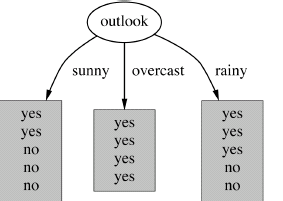 outlook
sunny
overcast
rainy
yes
yes
no
no
no
yes
yes
yes
yes
yes
yes
yes
no
no